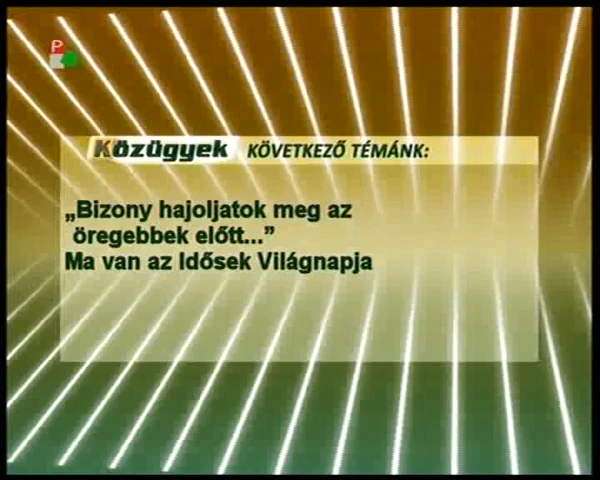 P
Közügyek KÖVETKEZŐ TÉMÁNK:
„Bizony hajoljatok meg az
öregebbek előtt...”
Ma van az Idősek Világnapja